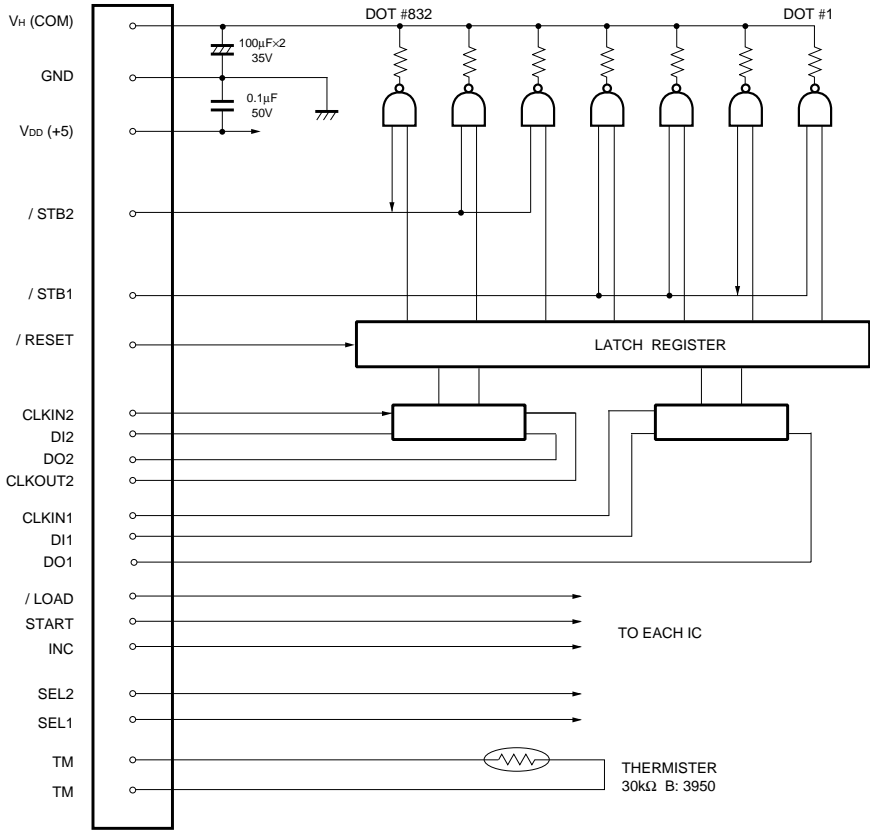 VH (COM)
DOT #832
DOT #1
100µF×2
35V
GND
0.1µF
50V
VDD (+5)
/ STB2
/ STB1
/ RESET
LATCH REGISTER
CLKIN2
DI2
DO2
CLKOUT2
CLKIN1
DI1
DO1
/ LOAD
START
TO EACH IC
INC
SEL2
SEL1
TM
THERMISTER
30kΩ B: 3950
TM